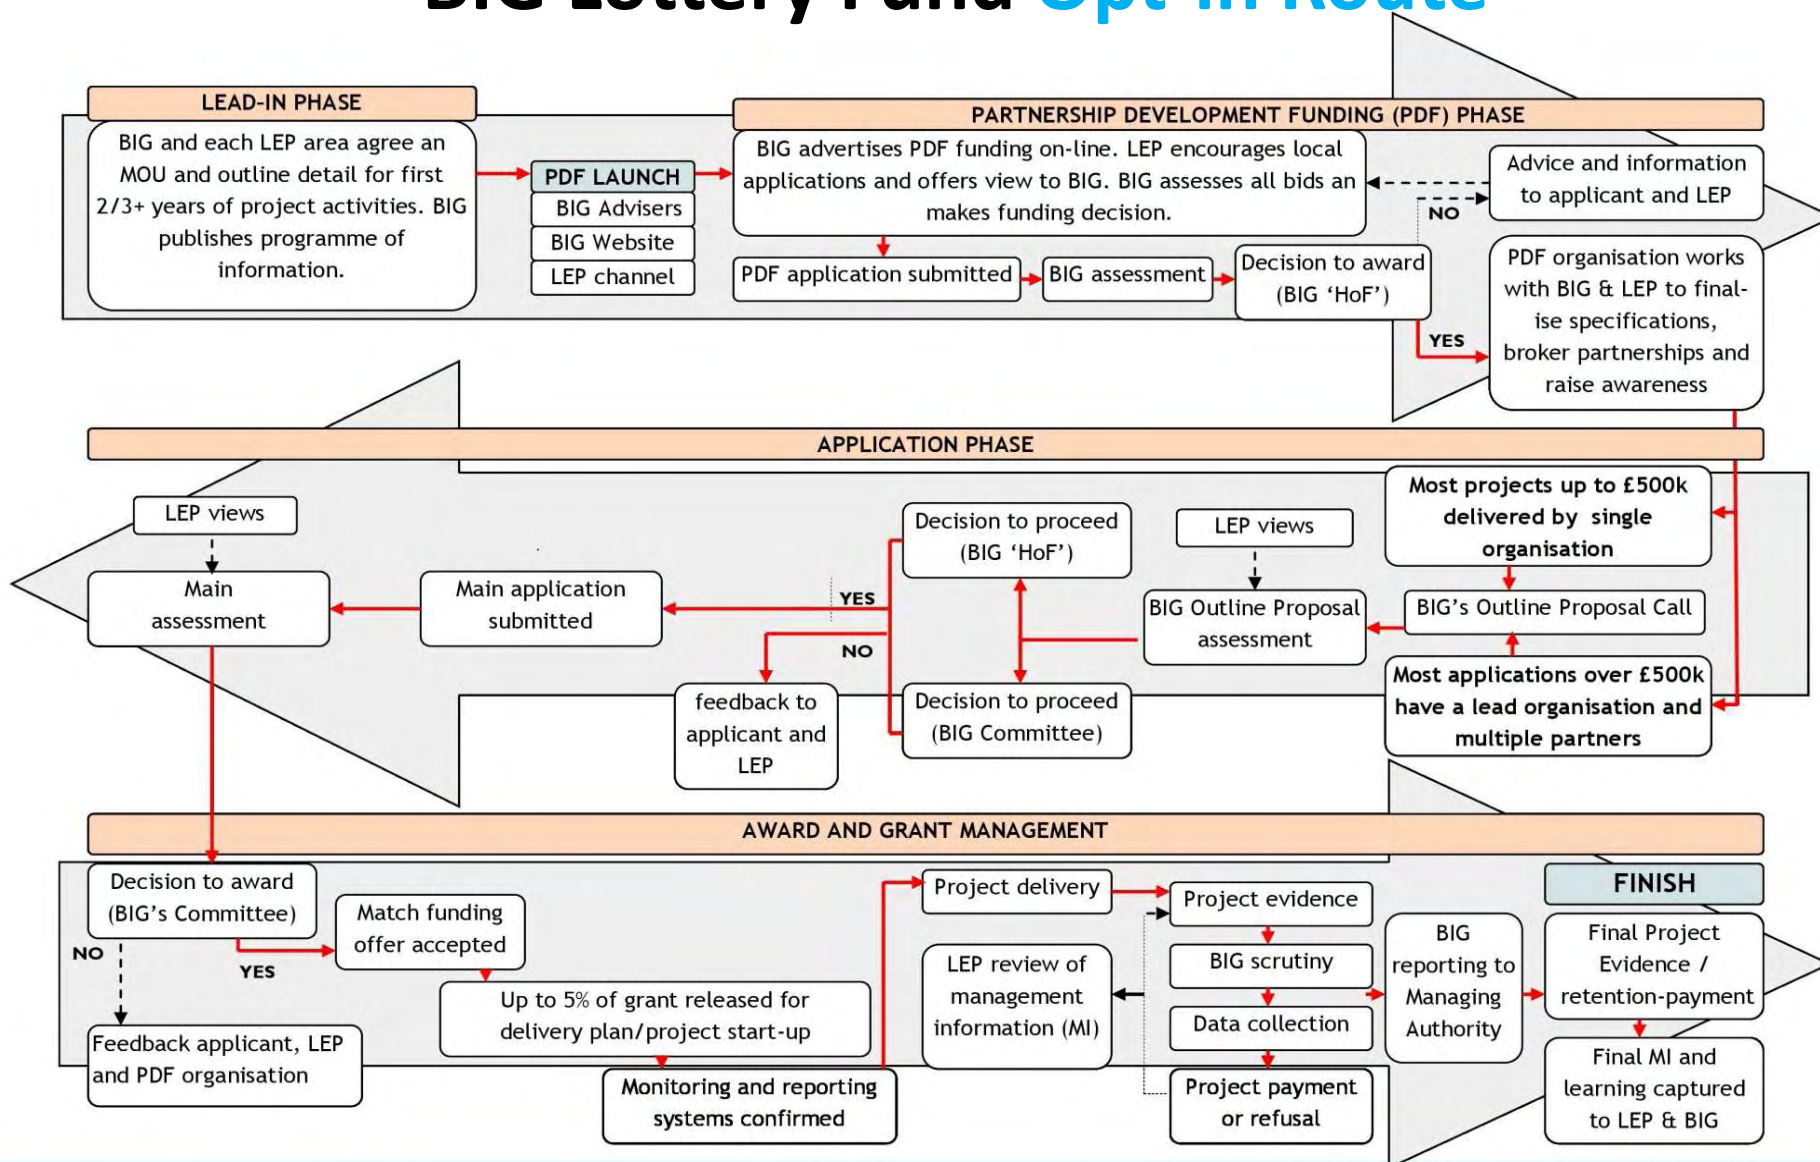 BIG Lottery Fund Opt-in Route
LEAD-IN PHASE
BIG and each LEP area agree an
MOU and outline detail for first
2/3+ years of project activities. BIG
publishes programme of
information.
PDF LAUNCH
BIG Advisers
BIG Website
LEP channel
PARTNERSHIP DEVELOPMENT FUNDING (PDF) PHASE
BIG advertises PDF funding on-line. LEP encourages local
applications and offers view to BIG. BIG assesses all bids an
makes funding decision.
PDF application submitted
BIG assessment
Decision to award
(BIG ‘HoF’)
NO
Advice and information
to applicant and LEP
YES
PDF organisation works
with BIG & LEP to final-
ise specifications,
broker partnerships and
raise awareness
APPLICATION PHASE
Most projects up to £500k
delivered by single
organisation
BIG’s Outline Proposal Call
Most applications over £500k
have a lead organisation and
multiple partners
LEP views
BIG Outline Proposal
assessment
Decision to proceed
(BIG ‘HoF’)
Decision to proceed
(BIG Committee)
YES
NO
feedback to
applicant and
LEP
Main application
submitted
LEP views
Main
assessment
AWARD AND GRANT MANAGEMENT
Decision to award
(BIG’s Committee)
NO
YES
Feedback applicant, LEP
and PDF organisation
Match funding
offer accepted
Up to 5% of grant released for
delivery plan/project start-up
Monitoring and reporting
systems confirmed
Project delivery
LEP review of
management
information (MI)
Project evidence
BIG scrutiny
Data collection
Project payment
or refusal
BIG
reporting to
Managing
Authority
FINISH
Final Project
Evidence /
retention-payment
Final MI and
learning captured
to LEP & BIG